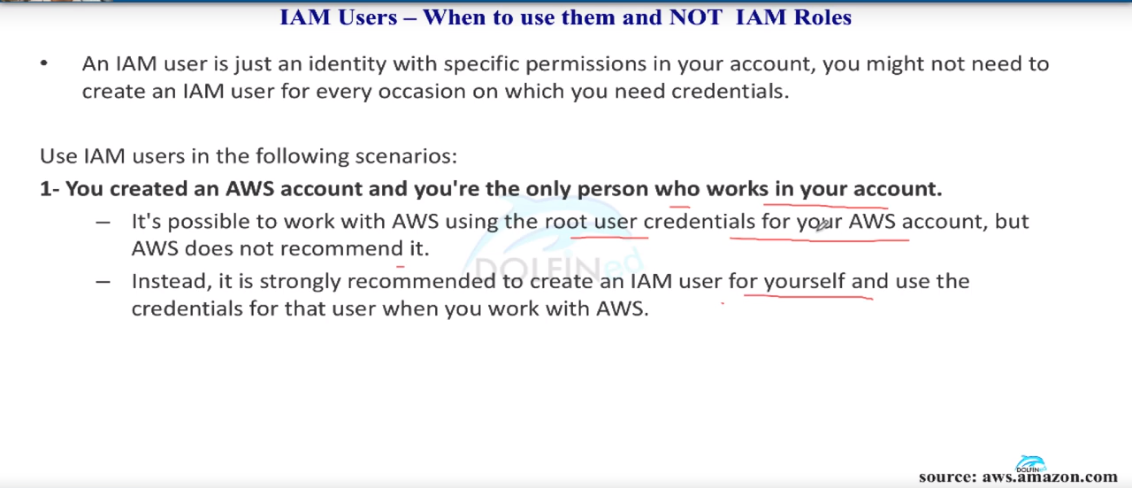 IAM Users – When to use them and NOT IAM Roles
• An IAM user is just an identity with specific permissions in your account, you might not need to
create an IAM user for every occasion on which you need credentials.
Use IAM users in the following scenarios:
1- You created an AWS account and you're the only person who works in your account.
– It's possible to work with AWS using the root user credentials for your AWS account, but
AWS does not recommend it.
DOLFINed
– Instead, it is strongly recommended to create an IAM user for yourself and use the
credentials for that user when you work with AWS.
DOLFINed
source: aws.amazon.com